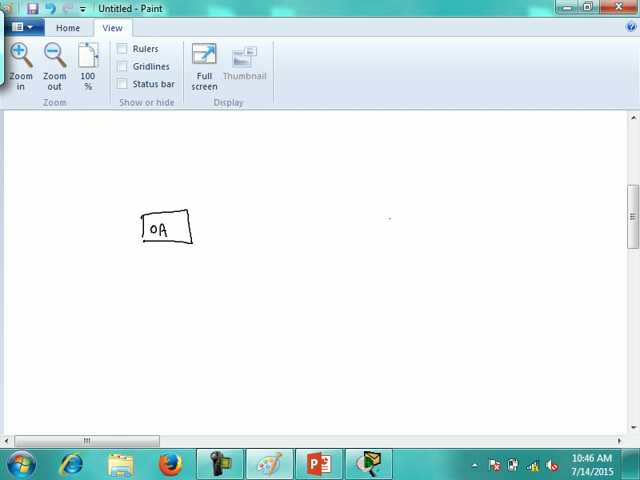 Untitled - Paint
Home View
Rulers
Gridlines
Status bar
Zoom in
Zoom out
100 %
Full screen
Thumbnail
Zoom
Show or hide
Display
OA
10:46 AM
7/14/2015